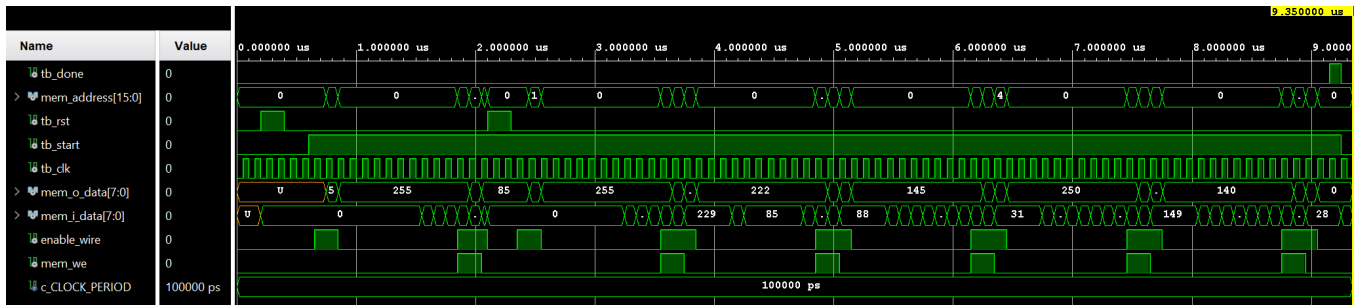 9.350000 us
Name Value 0.000000 us 1.000000 us 2.000000 us 3.000000 us 4.000000 us 5.000000 us 6.000000 us 7.000000 us 8.000000 us 9.0000
tb_done 0
mem_address[15:0] 0 0 0 . 0 1 0 0 . 0 4 0 0 . 0
tb_rst 0
tb_start 0
tb_clk 0
mem_o_data[7:0] 0 U 5 255 . 85 255 . 222 145 250 . 140 0
mem_i_data[7:0] 0 U 0 . 0 . 229 85 . 88 31 . 149 . . 28
enable_wire 0
mem_we 0
c_CLOCK_PERIOD 100000 ps 100000 ps